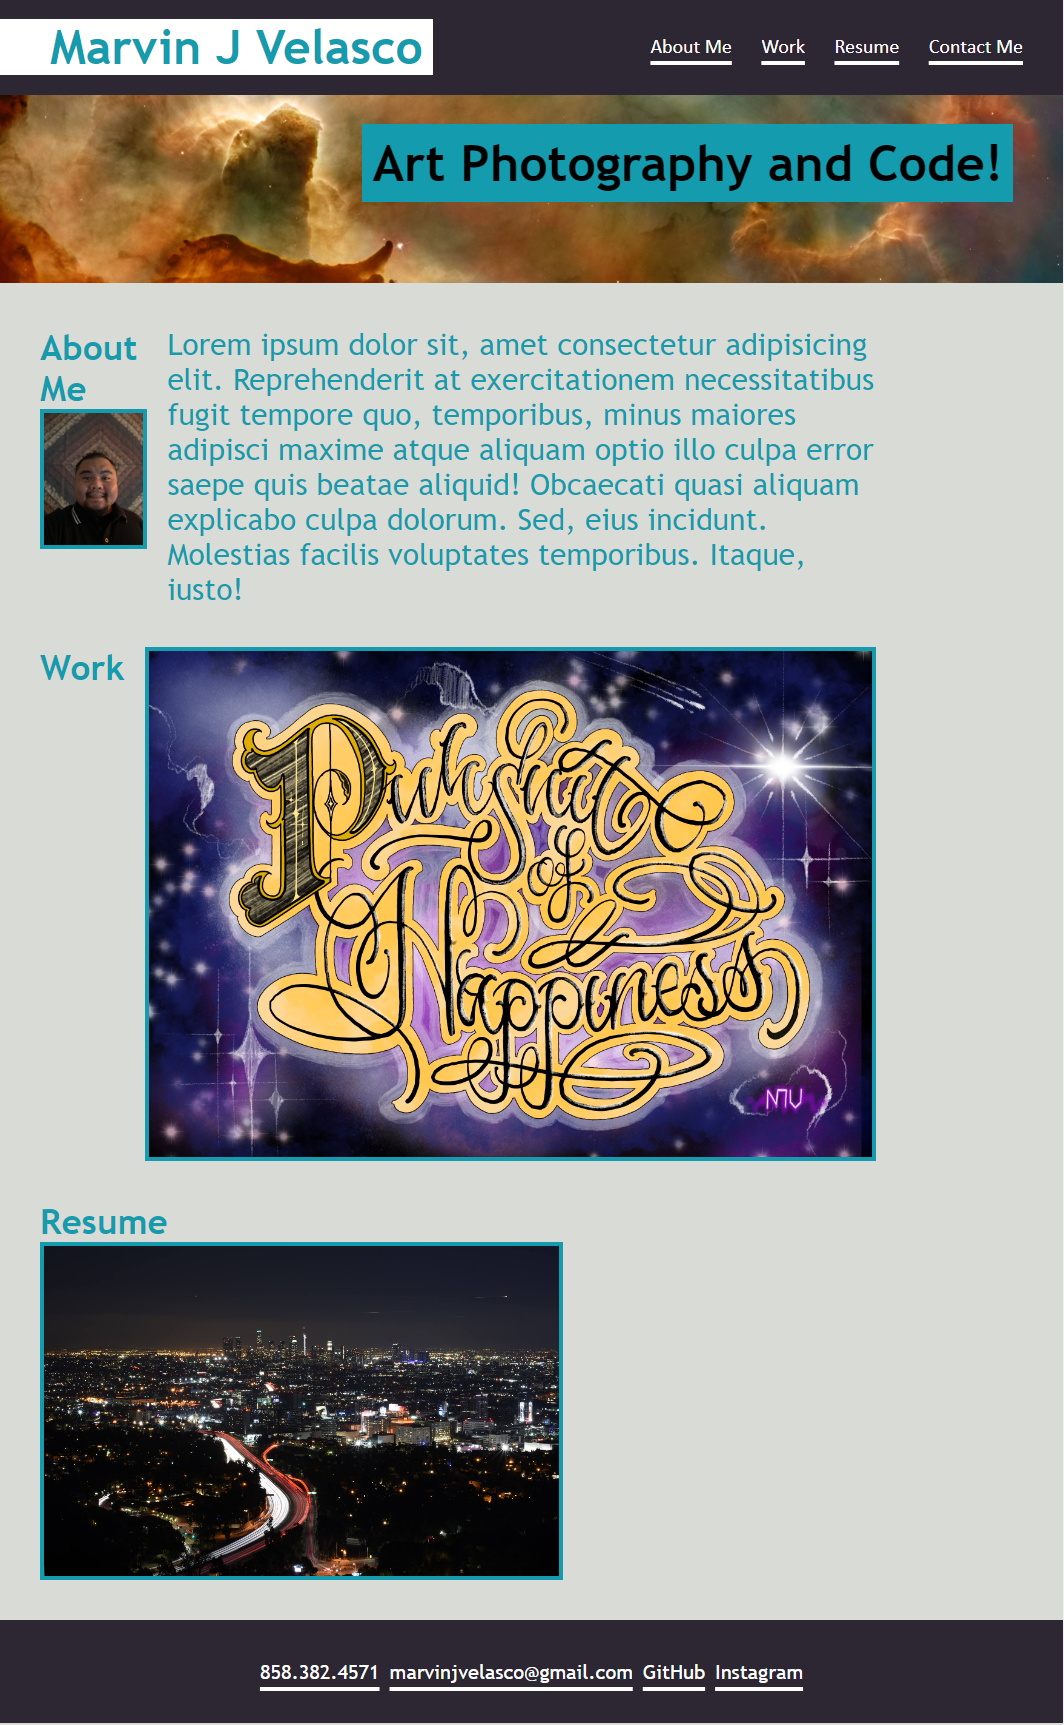 Marvin J Velasco
About Me Work Resume Contact Me
Art Photography and Code!
About
Me
Lorem ipsum dolor sit, amet consectetur adipisicing
elit. Reprehenderit at exercitationem necessitatibus
fugit tempore quo, temporibus, minus maiores
adipisci maxime atque aliquam optio illo culpa error
saepe quis beatae aliquid! Obcaecati quasi aliquam
explicabo culpa dolorum. Sed, eius incidunt.
Molestias facilis voluptates temporibus. Itaque,
iusto!
Work
Purshuit
of
Happiness
Resume
858.382.4571 marvinjvelasco@gmail.com GitHub Instagram